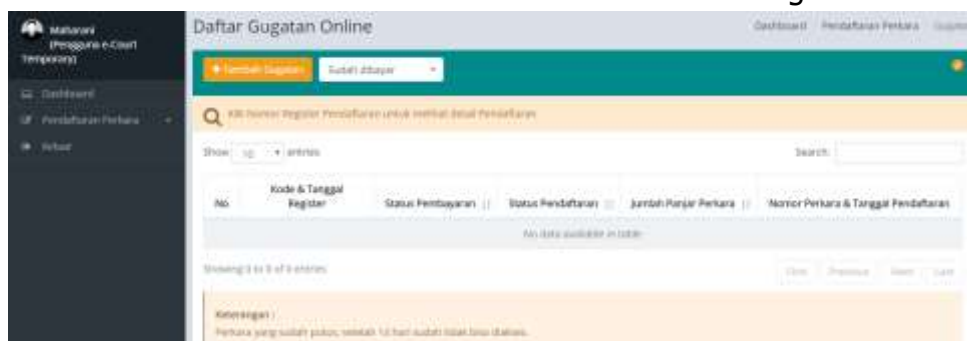 Maharani
(Pengguna e-Court
Temporary)
Dashboard
Pendaftaran Perkara
Keluar
Daftar Gugatan Online
Dashboard Pendaftaran Perkara
+ Tambah Gugatan
Sudah dibayar
Klik Nomor Register Pendaftaran untuk melihat detail Pendaftaran
Show 10 entries
Search:
No
Kode & Tanggal
Register
Status Pembayaran
Status Pendaftaran
Jumlah Panjar Perkara
Nomor Perkara & Tanggal Pendaftaran
No data available in table
Showing 0 to 0 of 0 entries
First Previous Next Last
Keterangan :
Perkara yang sudah putus, setelah 14 hari sudah tidak bisa diakses.